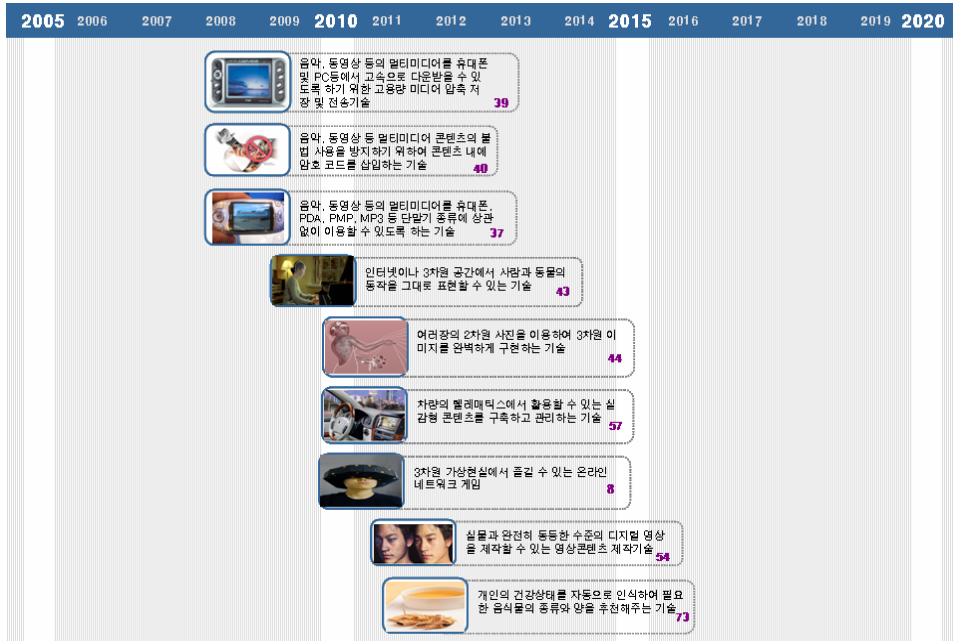 2005 2006 2007 2008 2009 2010 2011 2012 2013 2014 2015 2016 2017 2018 2019 2020
음악, 동영상 등의 멀티미디어를 휴대폰
및 PC등에서 고속으로 다운받을 수 있
도록 하기 위한 고용량 미디어 압축 저
장 및 전송기술 39
음악, 동영상 등 멀티미디어 콘텐츠의 불
법 사용을 방지하기 위하여 콘텐츠 내에
암호 코드를 삽입하는 기술 40
음악, 동영상 등의 멀티미디어를 휴대폰,
PDA, PMP, MP3 등 단말기 종류에 상관
없이 이용할 수 있도록 하는 기술 37
인터넷이나 3차원 공간에서 사람과 동물의
동작을 그대로 표현할 수 있는 기술 43
여러장의 2차원 사진을 이용하여 3차원 이
미지를 완벽하게 구현하는 기술 44
차량의 텔레매틱스에서 활용할 수 있는 실
감형 콘텐츠를 구축하고 관리하는 기술 57
3차원 가상현실에서 즐길 수 있는 온라인
네트워크 게임 8
실물과 완전히 동등한 수준의 디지털 영상
을 제작할 수 있는 영상콘텐츠 제작기술 54
개인의 건강상태를 자동으로 인식하여 필요
한 음식물의 종류와 양을 추천해주는 기술 73